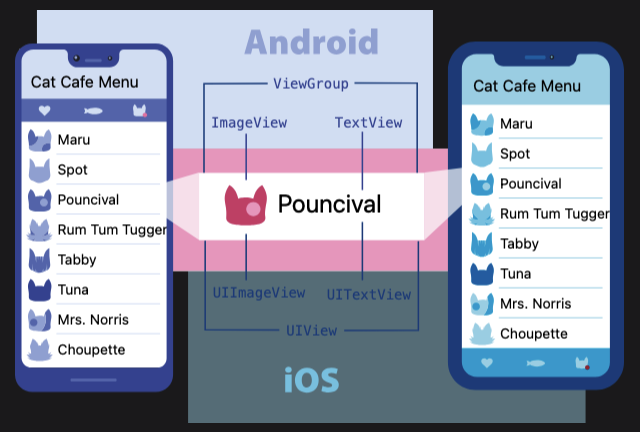 Android
Cat Cafe Menu
Maru
Spot
Pouncival
Rum Tum Tugger
Tabby
Tuna
Mrs. Norris
Choupette
ViewGroup
ImageView
TextView
Pouncival
UIImageView
UITextView
UIView
iOS
Cat Cafe Menu
Maru
Spot
Pouncival
Rum Tum Tugger
Tabby
Tuna
Mrs. Norris
Choupette